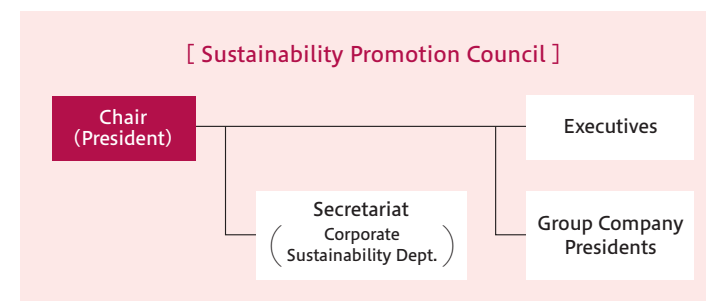 [ Sustainability Promotion Council ]
Chair
(President)
Executives
Secretariat
( Corporate
Sustainability Dept. )
Group Company
Presidents